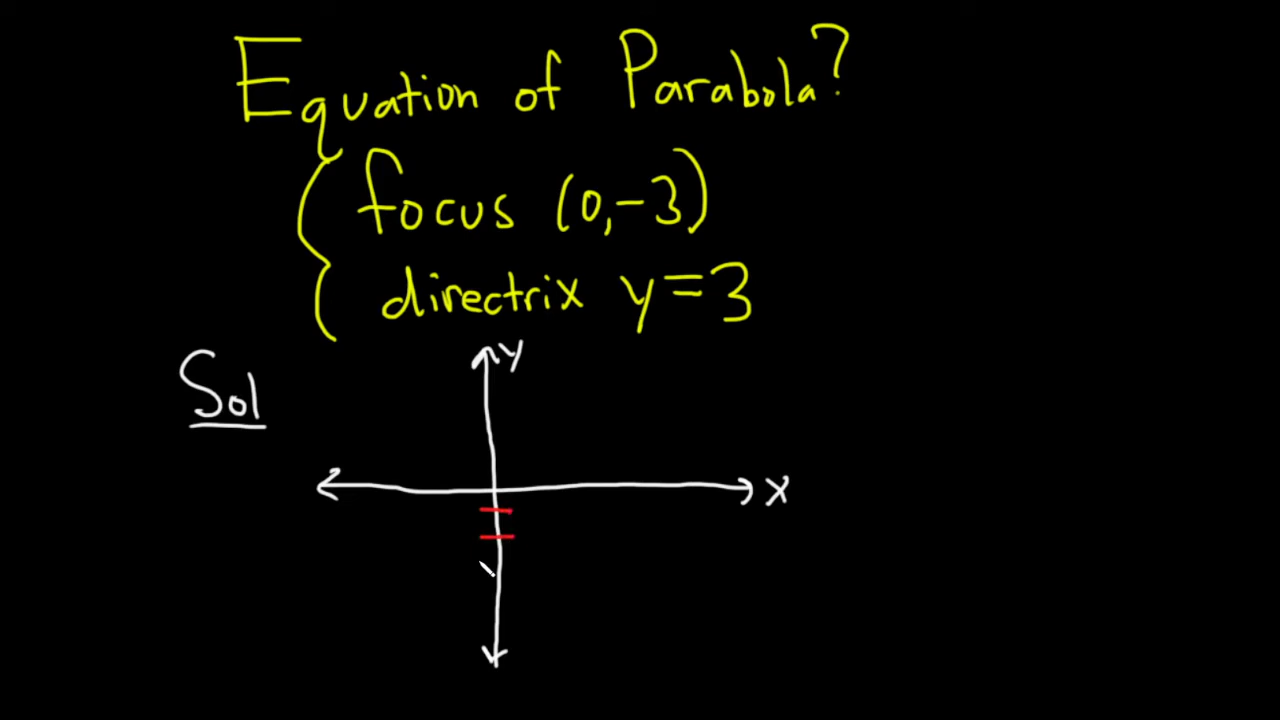 Equation of Parabola?
focus (0,-3)
directrix y=3
Sol
y
x